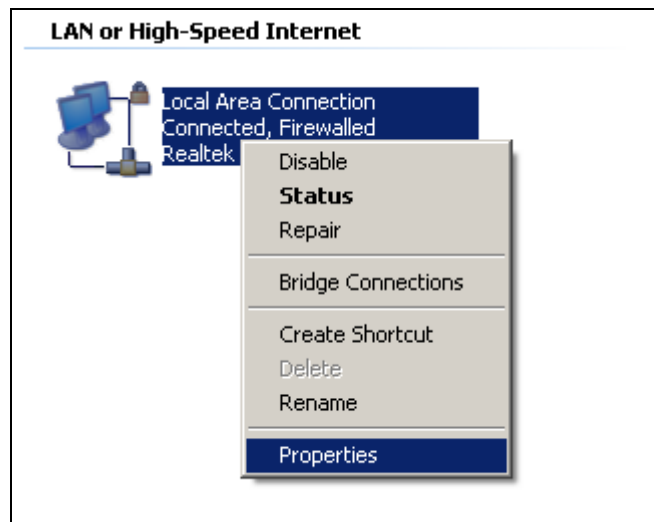 LAN or High-Speed Internet
Local Area Connection
Connected, Firewalled
Realtek
Disable
Status
Repair
Bridge Connections
Create Shortcut
Delete
Rename
Properties